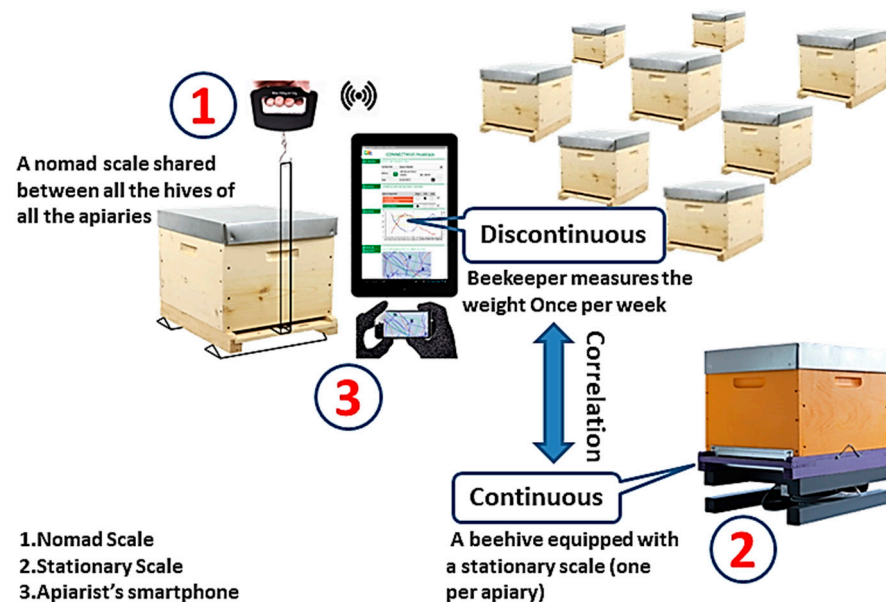 1
A nomad scale shared
between all the hives of
all the apiaries
Discontinuous
Beekeeper measures the
weight Once per week
3
Correlation
Continuous
A beehive equipped with
a stationary scale (one
per apiary)
2
1.Nomad Scale
2.Stationary Scale
3.Apiarist's smartphone